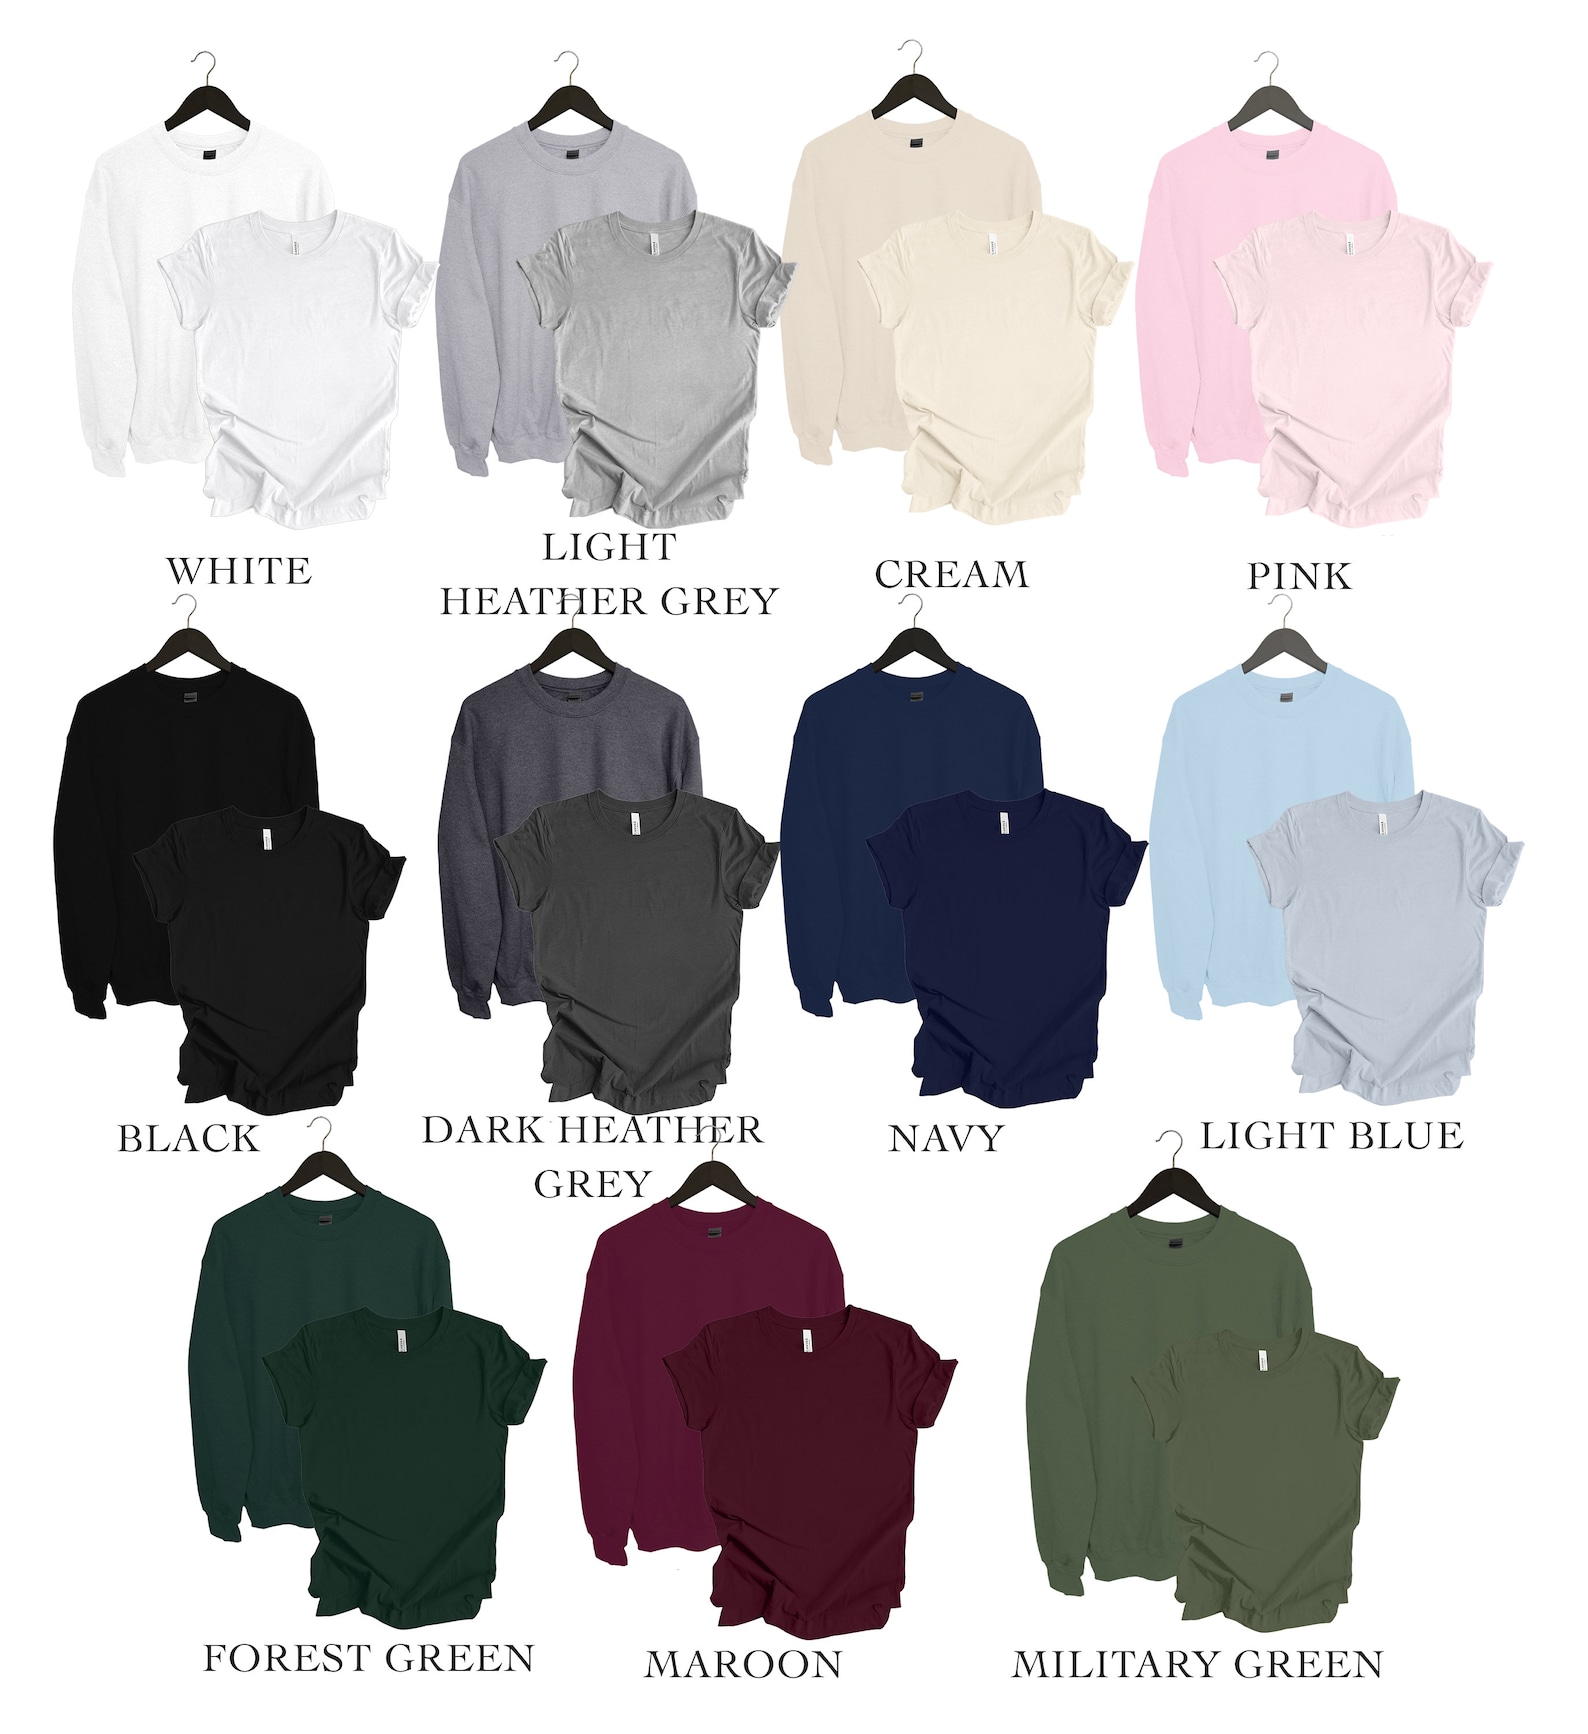 WHITE
LIGHT
HEATHER GREY
CREAM
PINK
BLACK
DARK HEATHER
GREY
NAVY
LIGHT BLUE
FOREST GREEN
MAROON
MILITARY GREEN